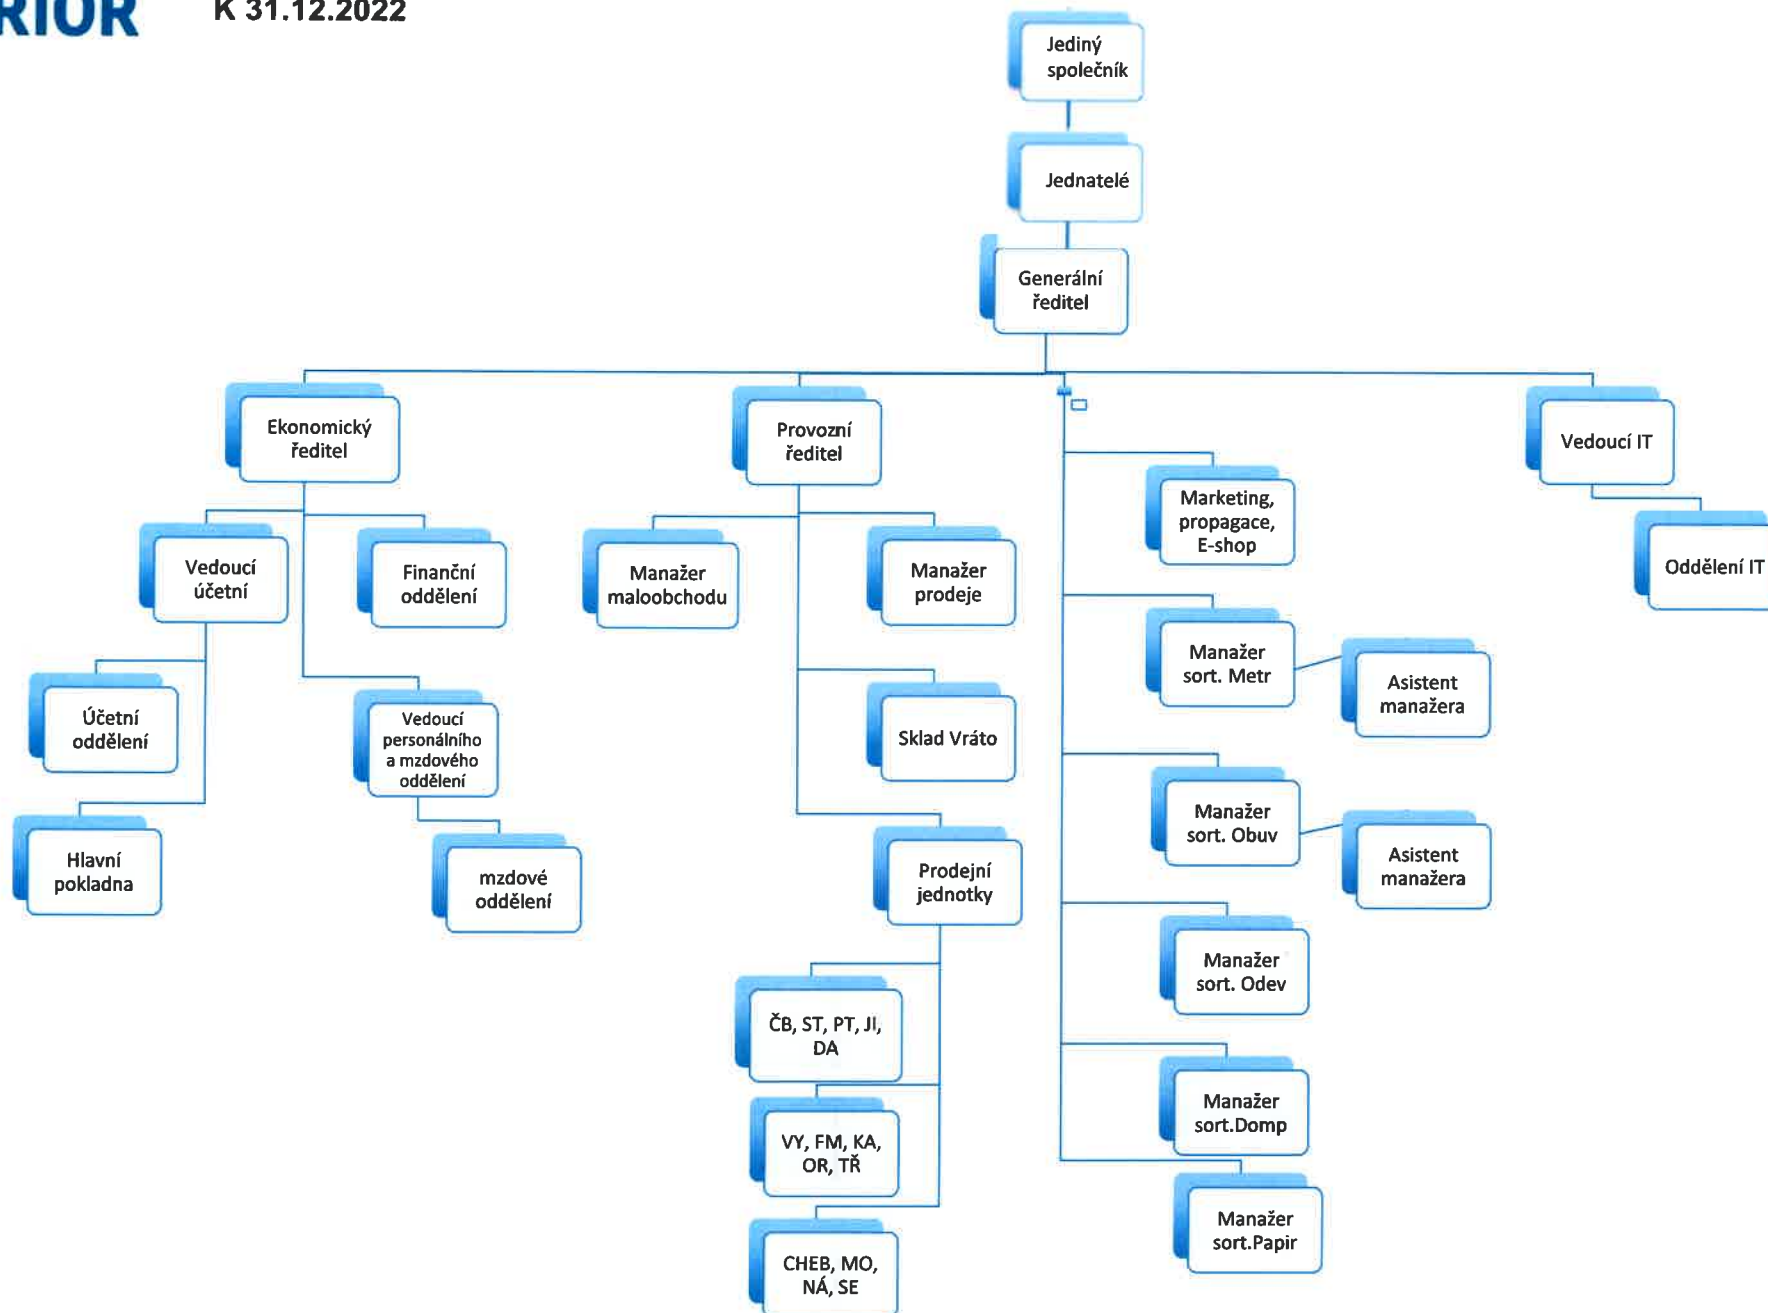 RIOR
K 31.12.2022
Jediný
společník
Jednatelé
Generální
ředitel
Ekonomický
ředitel
Provozní
ředitel
Vedoucí IT
Marketing,
propagace,
E-shop
Oddělení IT
Vedoucí
účetní
Finanční
oddělení
Manažer
maloobchodu
Manažer
prodeje
Manažer
sort. Metr
Asistent
manažera
Účetní
oddělení
Vedoucí
personálního
a mzdového
oddělení
Sklad Vráto
Manažer
sort. Obuv
Asistent
manažera
Hlavní
pokladna
mzdové
oddělení
Prodejní
jednotky
Manažer
sort. Odev
ČB, ST, PT, JI,
DA
Manažer
sort.Domp
VY, FM, KA,
OR, TŘ
Manažer
sort.Papir
CHEB, MO,
NÁ, SE